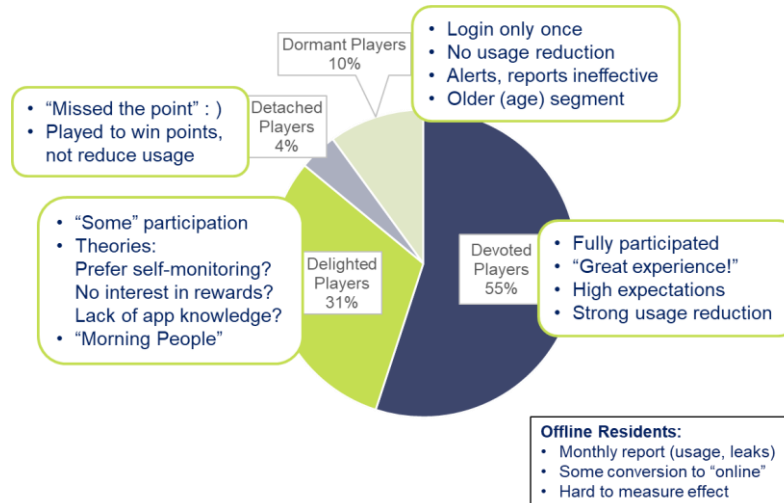 Dormant Players
10%
• Login only once
• No usage reduction
• Alerts, reports ineffective
• Older (age) segment
• “Missed the point” : )
• Played to win points,
not reduce usage
Detached
Players
4%
• “Some” participation
• Theories:
Prefer self-monitoring?
No interest in rewards?
Lack of app knowledge?
• “Morning People”
Delighted
Players
31%
Devoted
Players
55%
• Fully participated
• “Great experience!”
• High expectations
• Strong usage reduction
Offline Residents:
• Monthly report (usage, leaks)
• Some conversion to “online”
• Hard to measure effect